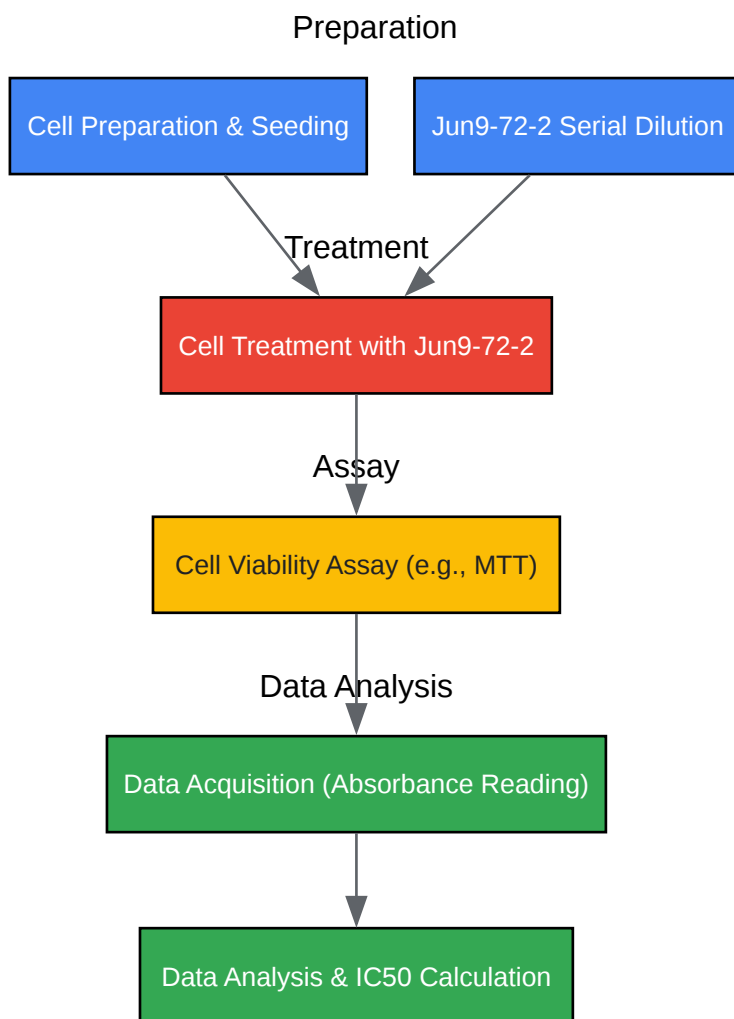 Preparation
Cell Preparation & Seeding
Jun9-72-2 Serial Dilution
Treatment
Cell Treatment with Jun9-72-2
Assay
Cell Viability Assay (e.g., MTT)
Data Analysis
Data Acquisition (Absorbance Reading)
Data Analysis & IC50 Calculation